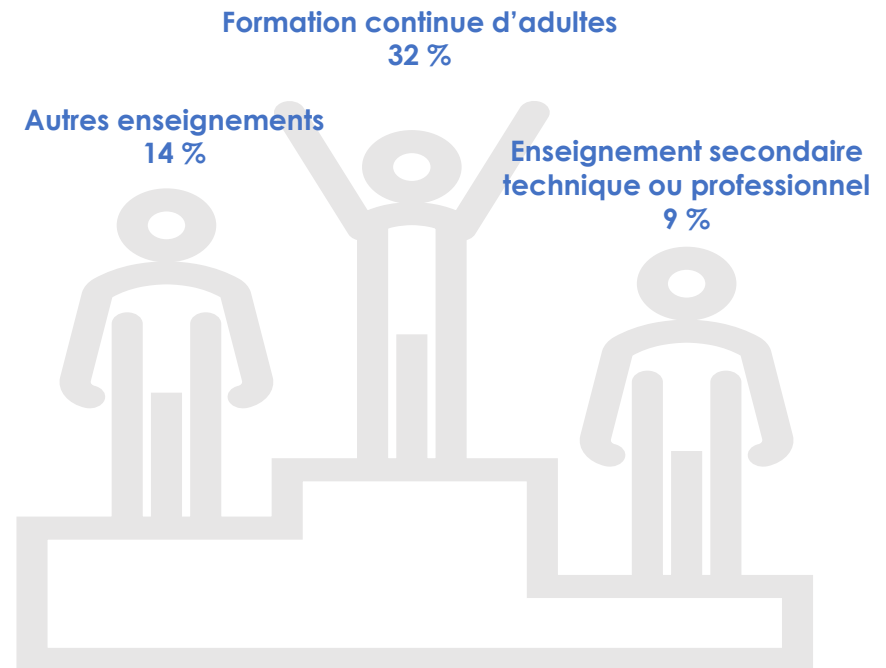 Formation continue d’adultes
32 %
Autres enseignements
14 %
Enseignement secondaire
technique ou professionnel
9 %